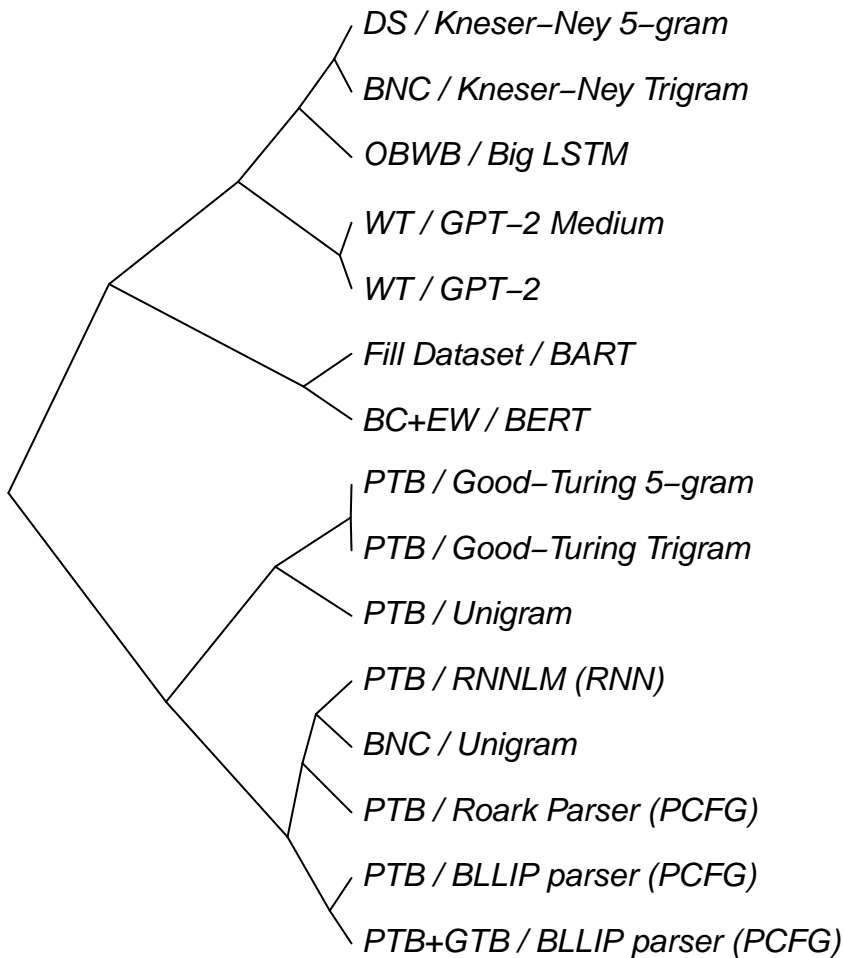 DS / Kneser−Ney 5−gram
BNC / Kneser−Ney Trigram
OBWB / Big LSTM
WT / GPT−2 Medium
WT / GPT−2
Fill Dataset / BART
BC+EW / BERT
PTB / Good−Turing 5−gram
PTB / Good−Turing Trigram
PTB / Unigram
PTB / RNNLM (RNN)
BNC / Unigram
PTB / Roark Parser (PCFG)
PTB / BLLIP parser (PCFG)
PTB+GTB / BLLIP parser (PCFG)